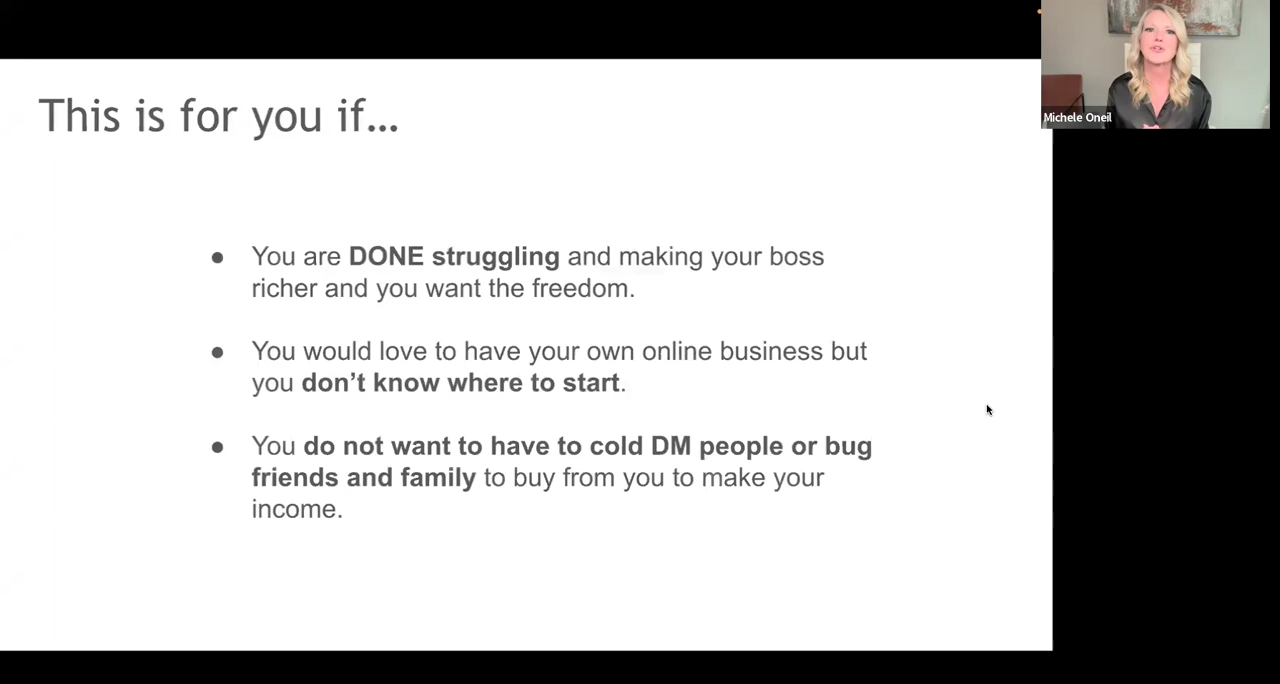 This is for you if...
● You are DONE struggling and making your boss
richer and you want the freedom.
● You would love to have your own online business but
you don’t know where to start.
● You do not want to have to cold DM people or bug
friends and family to buy from you to make your
income.
Michele Oneil